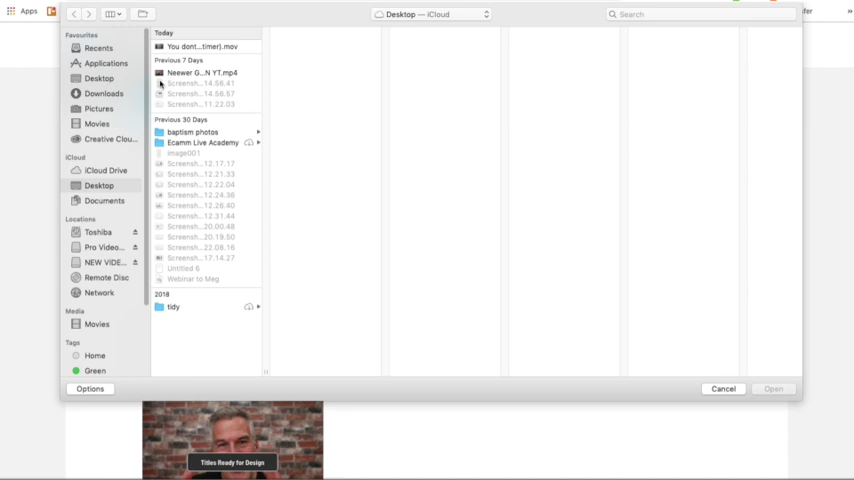 Apps
Desktop — iCloud
Search
Favourites
Recents
Applications
Desktop
Downloads
Pictures
Movies
Creative Clou...
iCloud
iCloud Drive
Desktop
Documents
Locations
Toshiba
Pro Video...
NEW VIDE...
Remote Disc
Network
Media
Movies
Tags
Home
Green
Today
You dont...timer).mov
Previous 7 Days
Neewer G...N YT.mp4
Screensh...14.56.41
Screensh...14.56.57
Screensh...11.22.03
Previous 30 Days
baptism photos
Ecamm Live Academy
image001
Screensh...12.17.17
Screensh...12.21.33
Screensh...12.22.04
Screensh...12.24.36
Screensh...12.26.40
Screensh...12.31.44
Screensh...20.00.48
Screensh...20.19.50
Screensh...22.08.16
Screensh...17.14.27
Untitled 6
Webinar to Meg
2018
tidy
Options
Cancel
Open
Titles Ready for Design